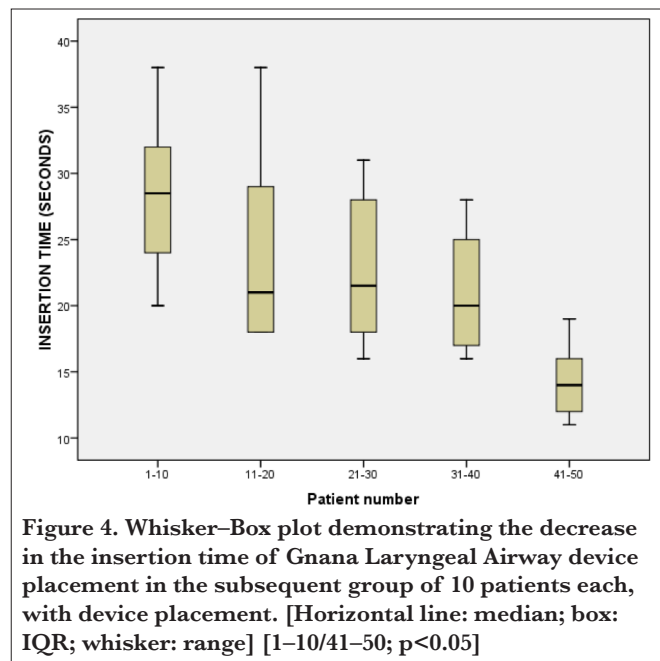 40
35
30
25
20
15
10
INSERTION TIME (SECONDS)
1-10 11-20 21-30 31-40 41-50
Patient number
Figure 4. Whisker–Box plot demonstrating the decrease
in the insertion time of Gnana Laryngeal Airway device
placement in the subsequent group of 10 patients each,
with device placement. [Horizontal line: median; box:
IQR; whisker: range] [1–10/41–50; p<0.05]